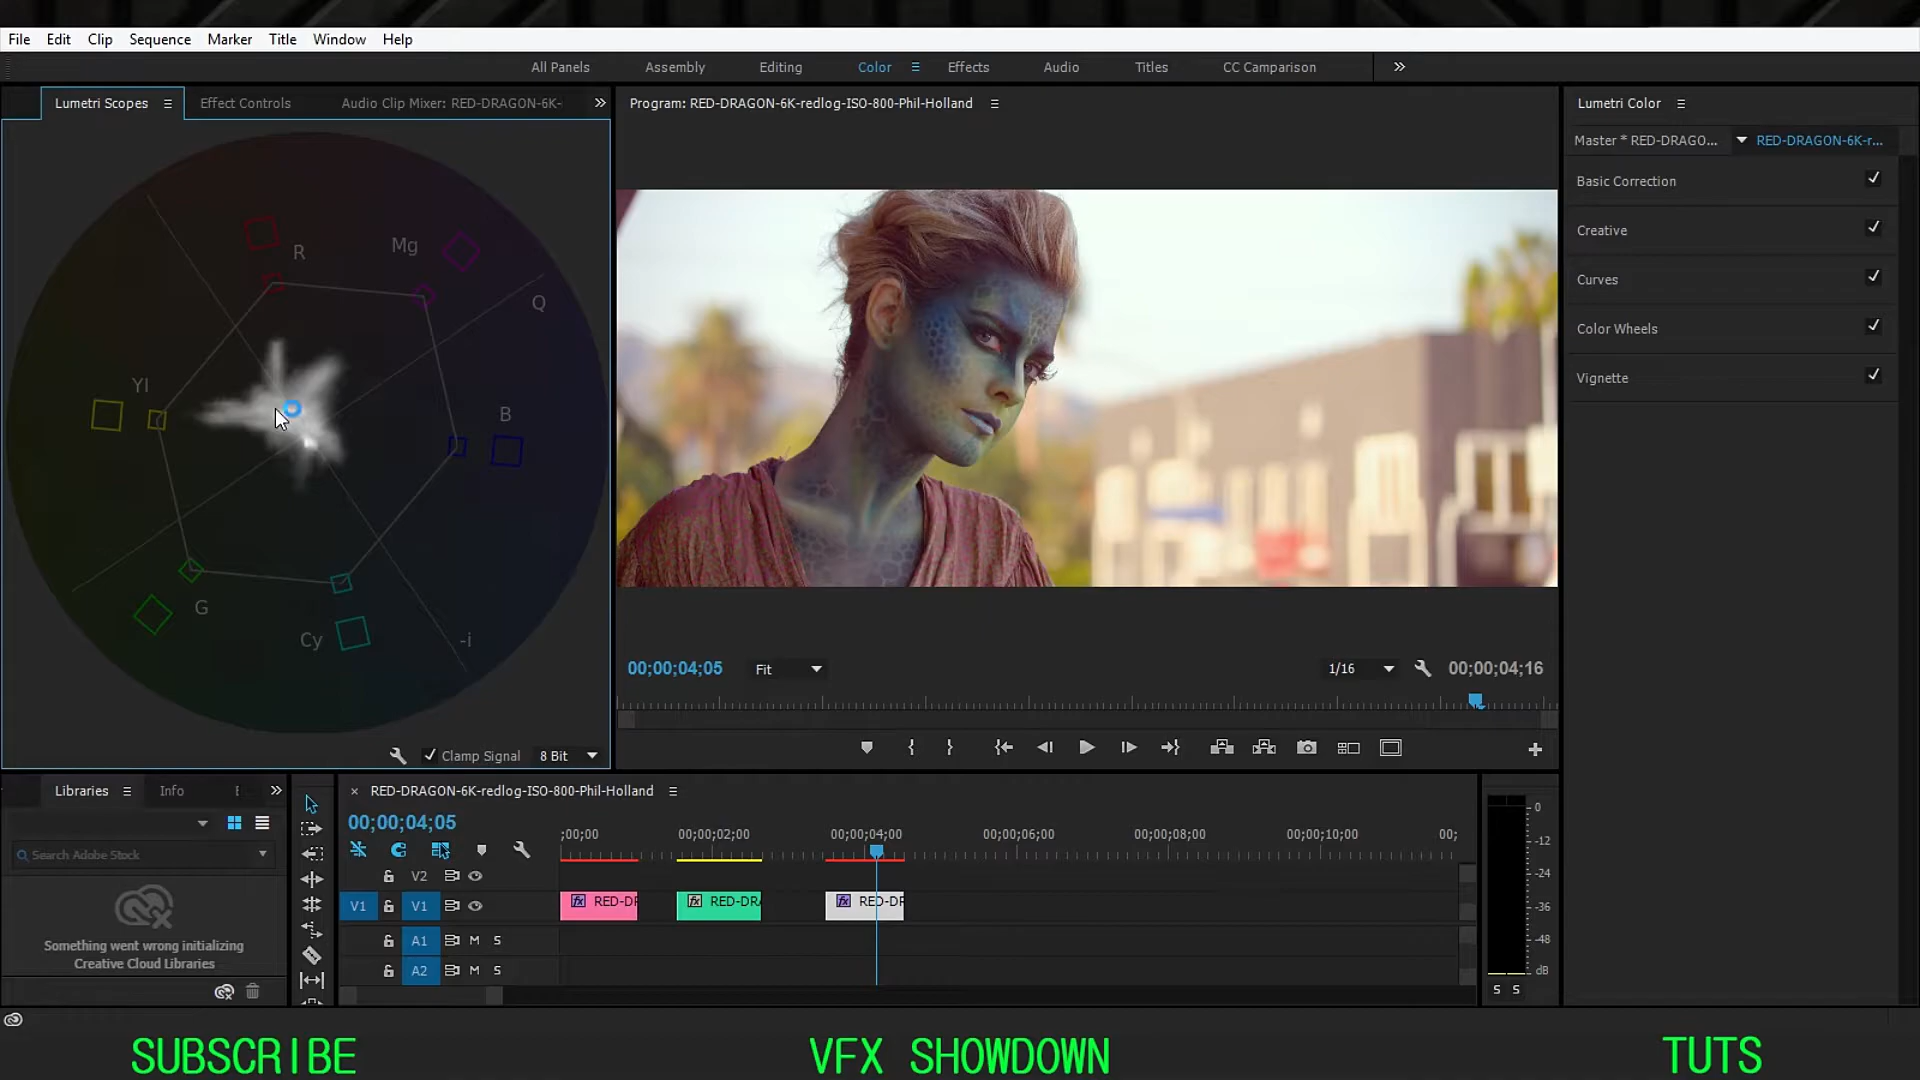 File Edit Clip Sequence Marker Title Window Help
All Panels Assembly Editing Color Effects Audio Titles CC Comparison
Lumetri Scopes Effect Controls Audio Clip Mixer: RED-DRAGON-6K-
Program: RED-DRAGON-6K-redlog-ISO-800-Phil-Holland
Lumetri Color
Master * RED-DRAGO... RED-DRAGON-6K-r...
Basic Correction
Creative
Curves
Color Wheels
Vignette
R
Mg
Q
Yl
B
G
Cy
-i
Clamp Signal 8 Bit
00;00;04;05 Fit 1/16 00;00;04;16
Libraries Info
Search Adobe Stock
Something went wrong initializing
Creative Cloud Libraries
RED-DRAGON-6K-redlog-ISO-800-Phil-Holland
00;00;04;05
;00;00 00;00;02;00 00;00;04;00 00;00;06;00 00;00;08;00 00;00;10;00 00;
V2
V1 V1 fx RED-DR fx RED-DRA fx RED-DR
A1 M S
A2 M S
0
-12
-24
-36
-48
dB
S S
SUBSCRIBE VFX SHOWDOWN TUTS